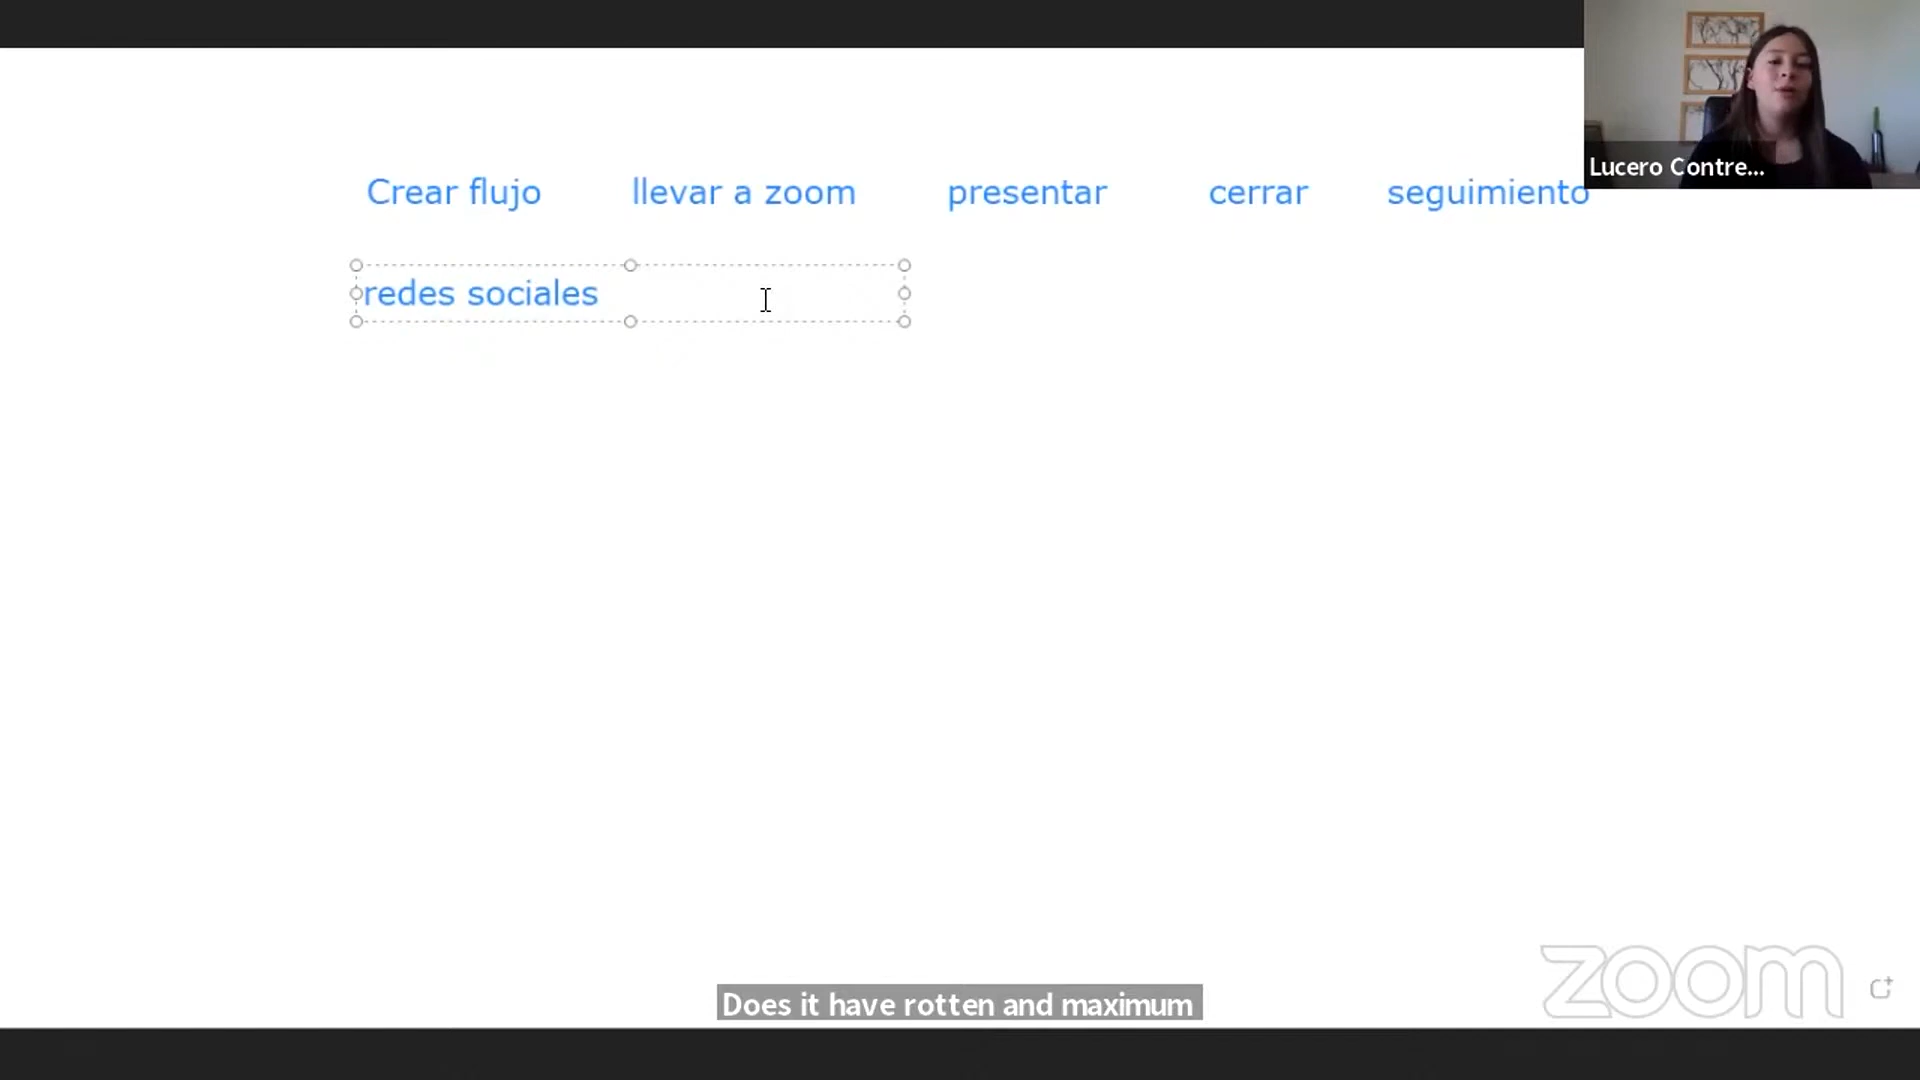 Lucero Contre...
Crear flujo llevar a zoom presentar cerrar seguimiento
redes sociales
Does it have rotten and maximum
zoom